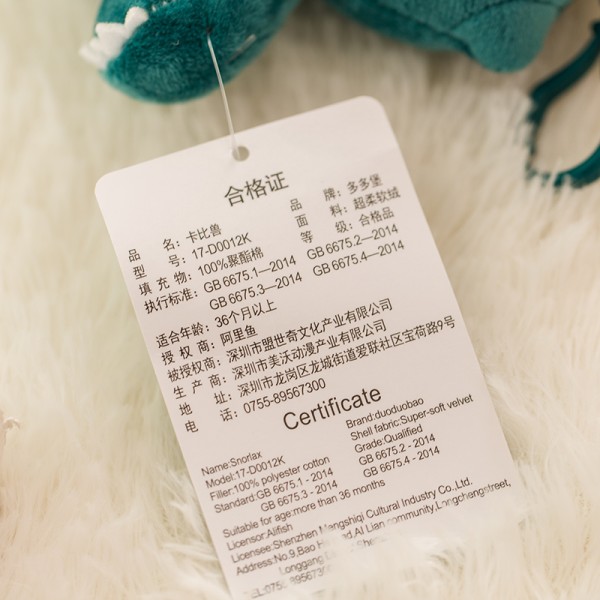 合格证
品 名：卡比兽 品 牌：多多堡
型 号：17-D0012K 面 料：超柔软绒
填 充 物：100%聚酯棉 等 级：合格品
执行标准：GB 6675.1—2014 GB 6675.2—2014
GB 6675.3—2014 GB 6675.4—2014
适合年龄：36个月以上
授 权 商：阿里鱼
被授权商：深圳市盟世奇文化产业有限公司
生 产 商：深圳市美沃动漫产业有限公司
地 址：深圳市龙岗区龙城街道爱联社区宝荷路9号
电 话：0755-89567300
Certificate
Name:Snorlax Brand:duoduobao
Model:17-D0012K Shell fabric:Super-soft velvet
Filler:100% polyester cotton Grade:Qualified
Standard:GB 6675.1 - 2014 GB 6675.2 - 2014
GB 6675.3 - 2014 GB 6675.4 - 2014
Suitable for age:more than 36 months
Licensor:Alifish
Licensee:Shenzhen Mengshiqi Cultural Industry Co.,Ltd.
Address:No.9,Bao Road,Al Lian community,Longchengstreet,
Longgang